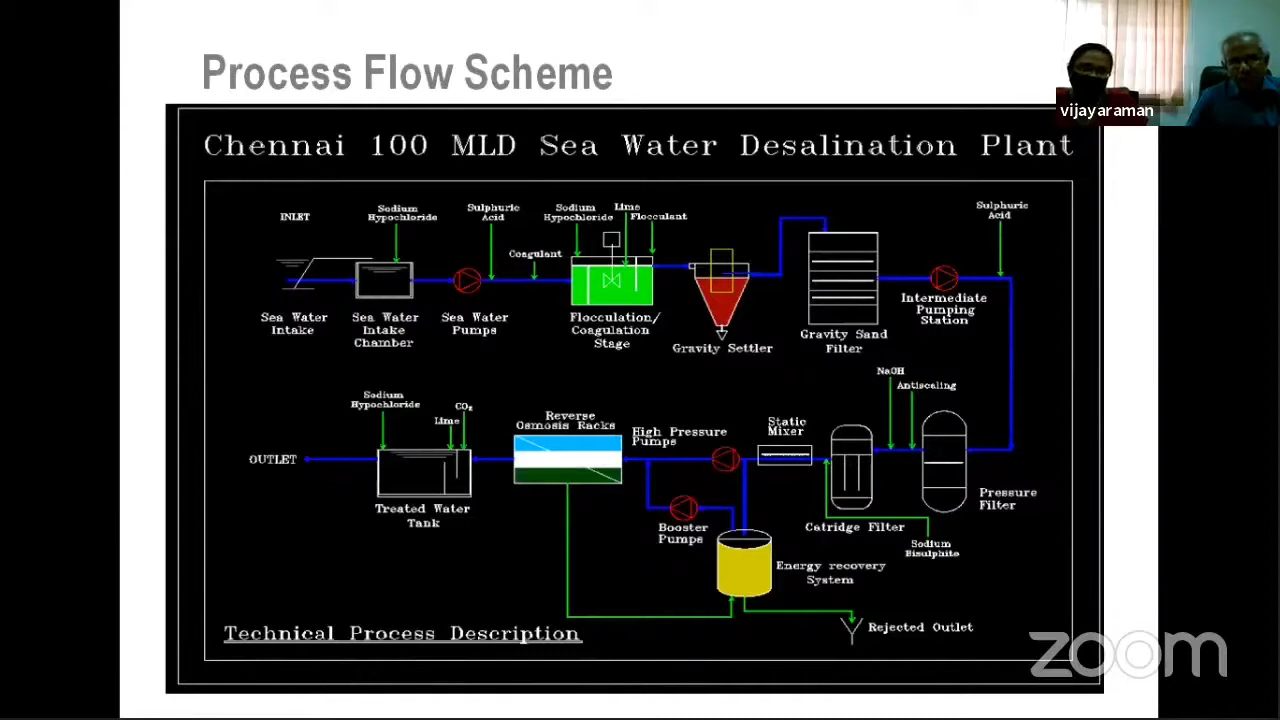 Process Flow Scheme
vijayaraman
Chennai 100 MLD Sea Water Desalination Plant
INLET
Sodium
Hypochloride
Sulphuric
Acid
Coagulant
Sodium
Hypochloride
Lime
Flocculant
Sulphuric
Acid
Sea Water
Intake
Sea Water
Intake
Chamber
Sea Water
Pumps
Flocculation/
Coagulation
Stage
Gravity Settler
Gravity Sand
Filter
Intermediate
Pumping
Station
NaOH
Antiscaling
Sodium
Hypochloride
Lime
CO₂
Reverse
Osmosis Racks
High Pressure
Pumps
Static
Mixer
OUTLET
Treated Water
Tank
Booster
Pumps
Catridge Filter
Pressure
Filter
Sodium
Bisulphite
Energy recovery
System
Rejected Outlet
Technical Process Description
zoom